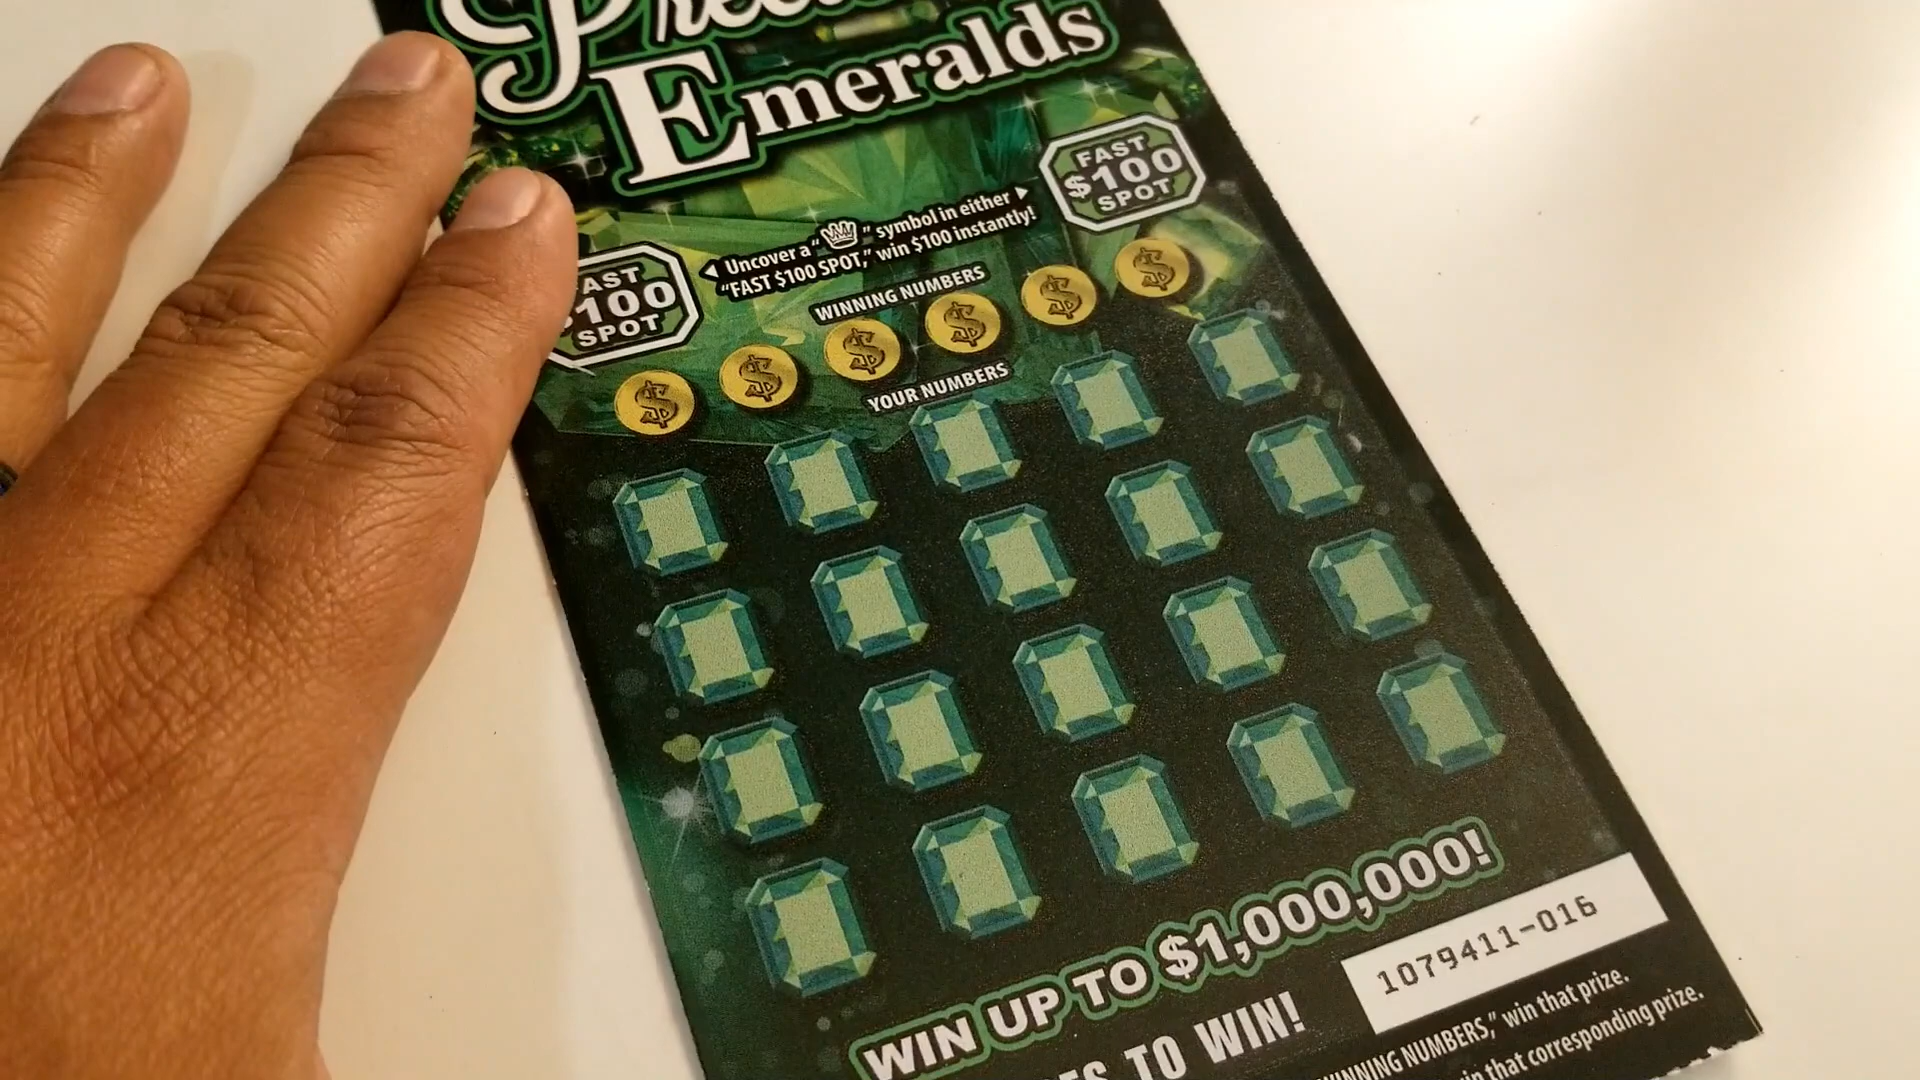 Emeralds
FAST
$100
SPOT
Uncover a "👑" symbol in either
"FAST $100 SPOT," win $100 instantly!
FAST
$100
SPOT
WINNING NUMBERS
$ $ $ $ $ $
YOUR NUMBERS
WIN UP TO $1,000,000!
TO WIN!
1079411-016
WINNING NUMBERS," win that prize.
win that corresponding prize.